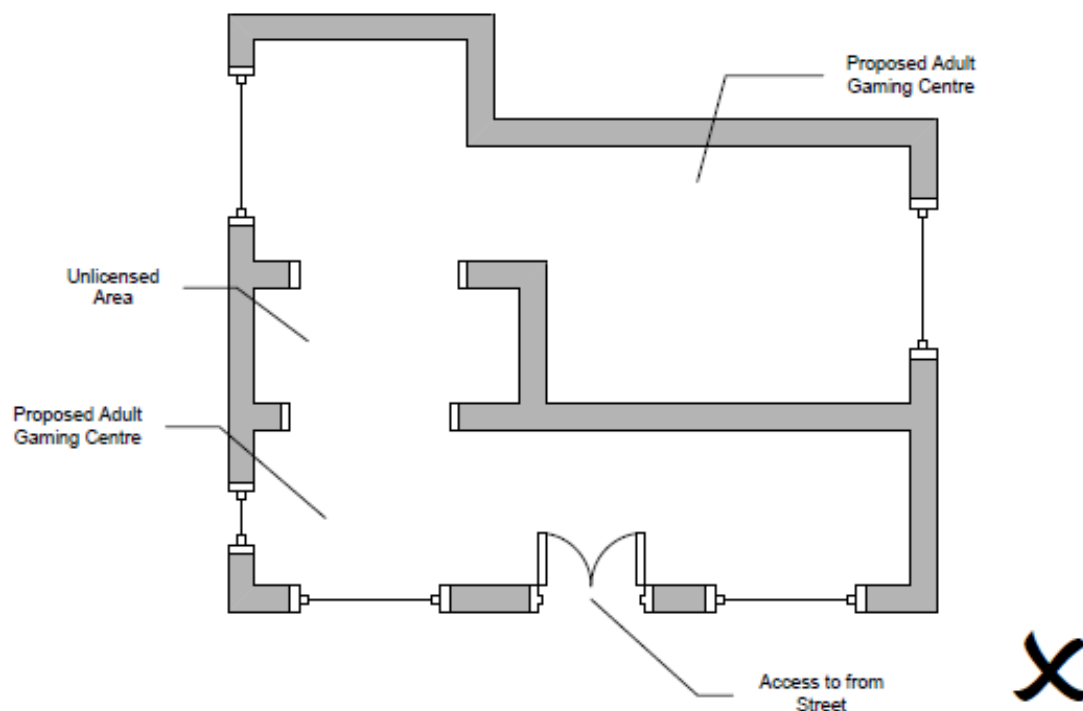 Proposed Adult
Gaming Centre
Unlicensed
Area
Proposed Adult
Gaming Centre
Access to from
Street